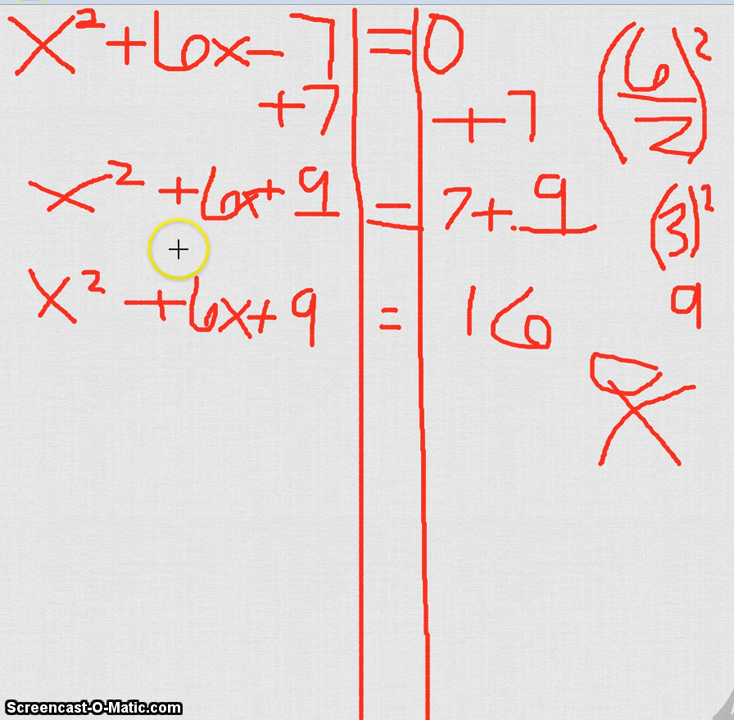 x² + 6x - 7 = 0
+7 +7
x² + 6x + 9 = 7 + 9
x² + 6x + 9 = 16
(6/2)²
(3)²
9
Screencast-O-Matic.com